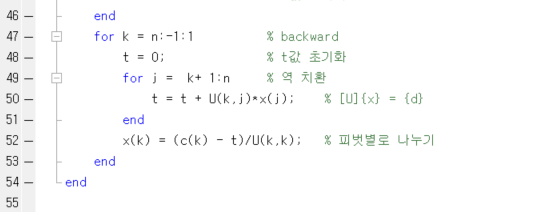 46 – end
47 – for k = n:-1:1 % backward
48 – t = 0; % t값 초기화
49 – for j = k+ 1:n % 역 치환
50 – t = t + U(k,j)*x(j); % [U]{x} = {d}
51 – end
52 – x(k) = (c(k) - t)/U(k,k); % 피벗별로 나누기
53 – end
54 – end
55